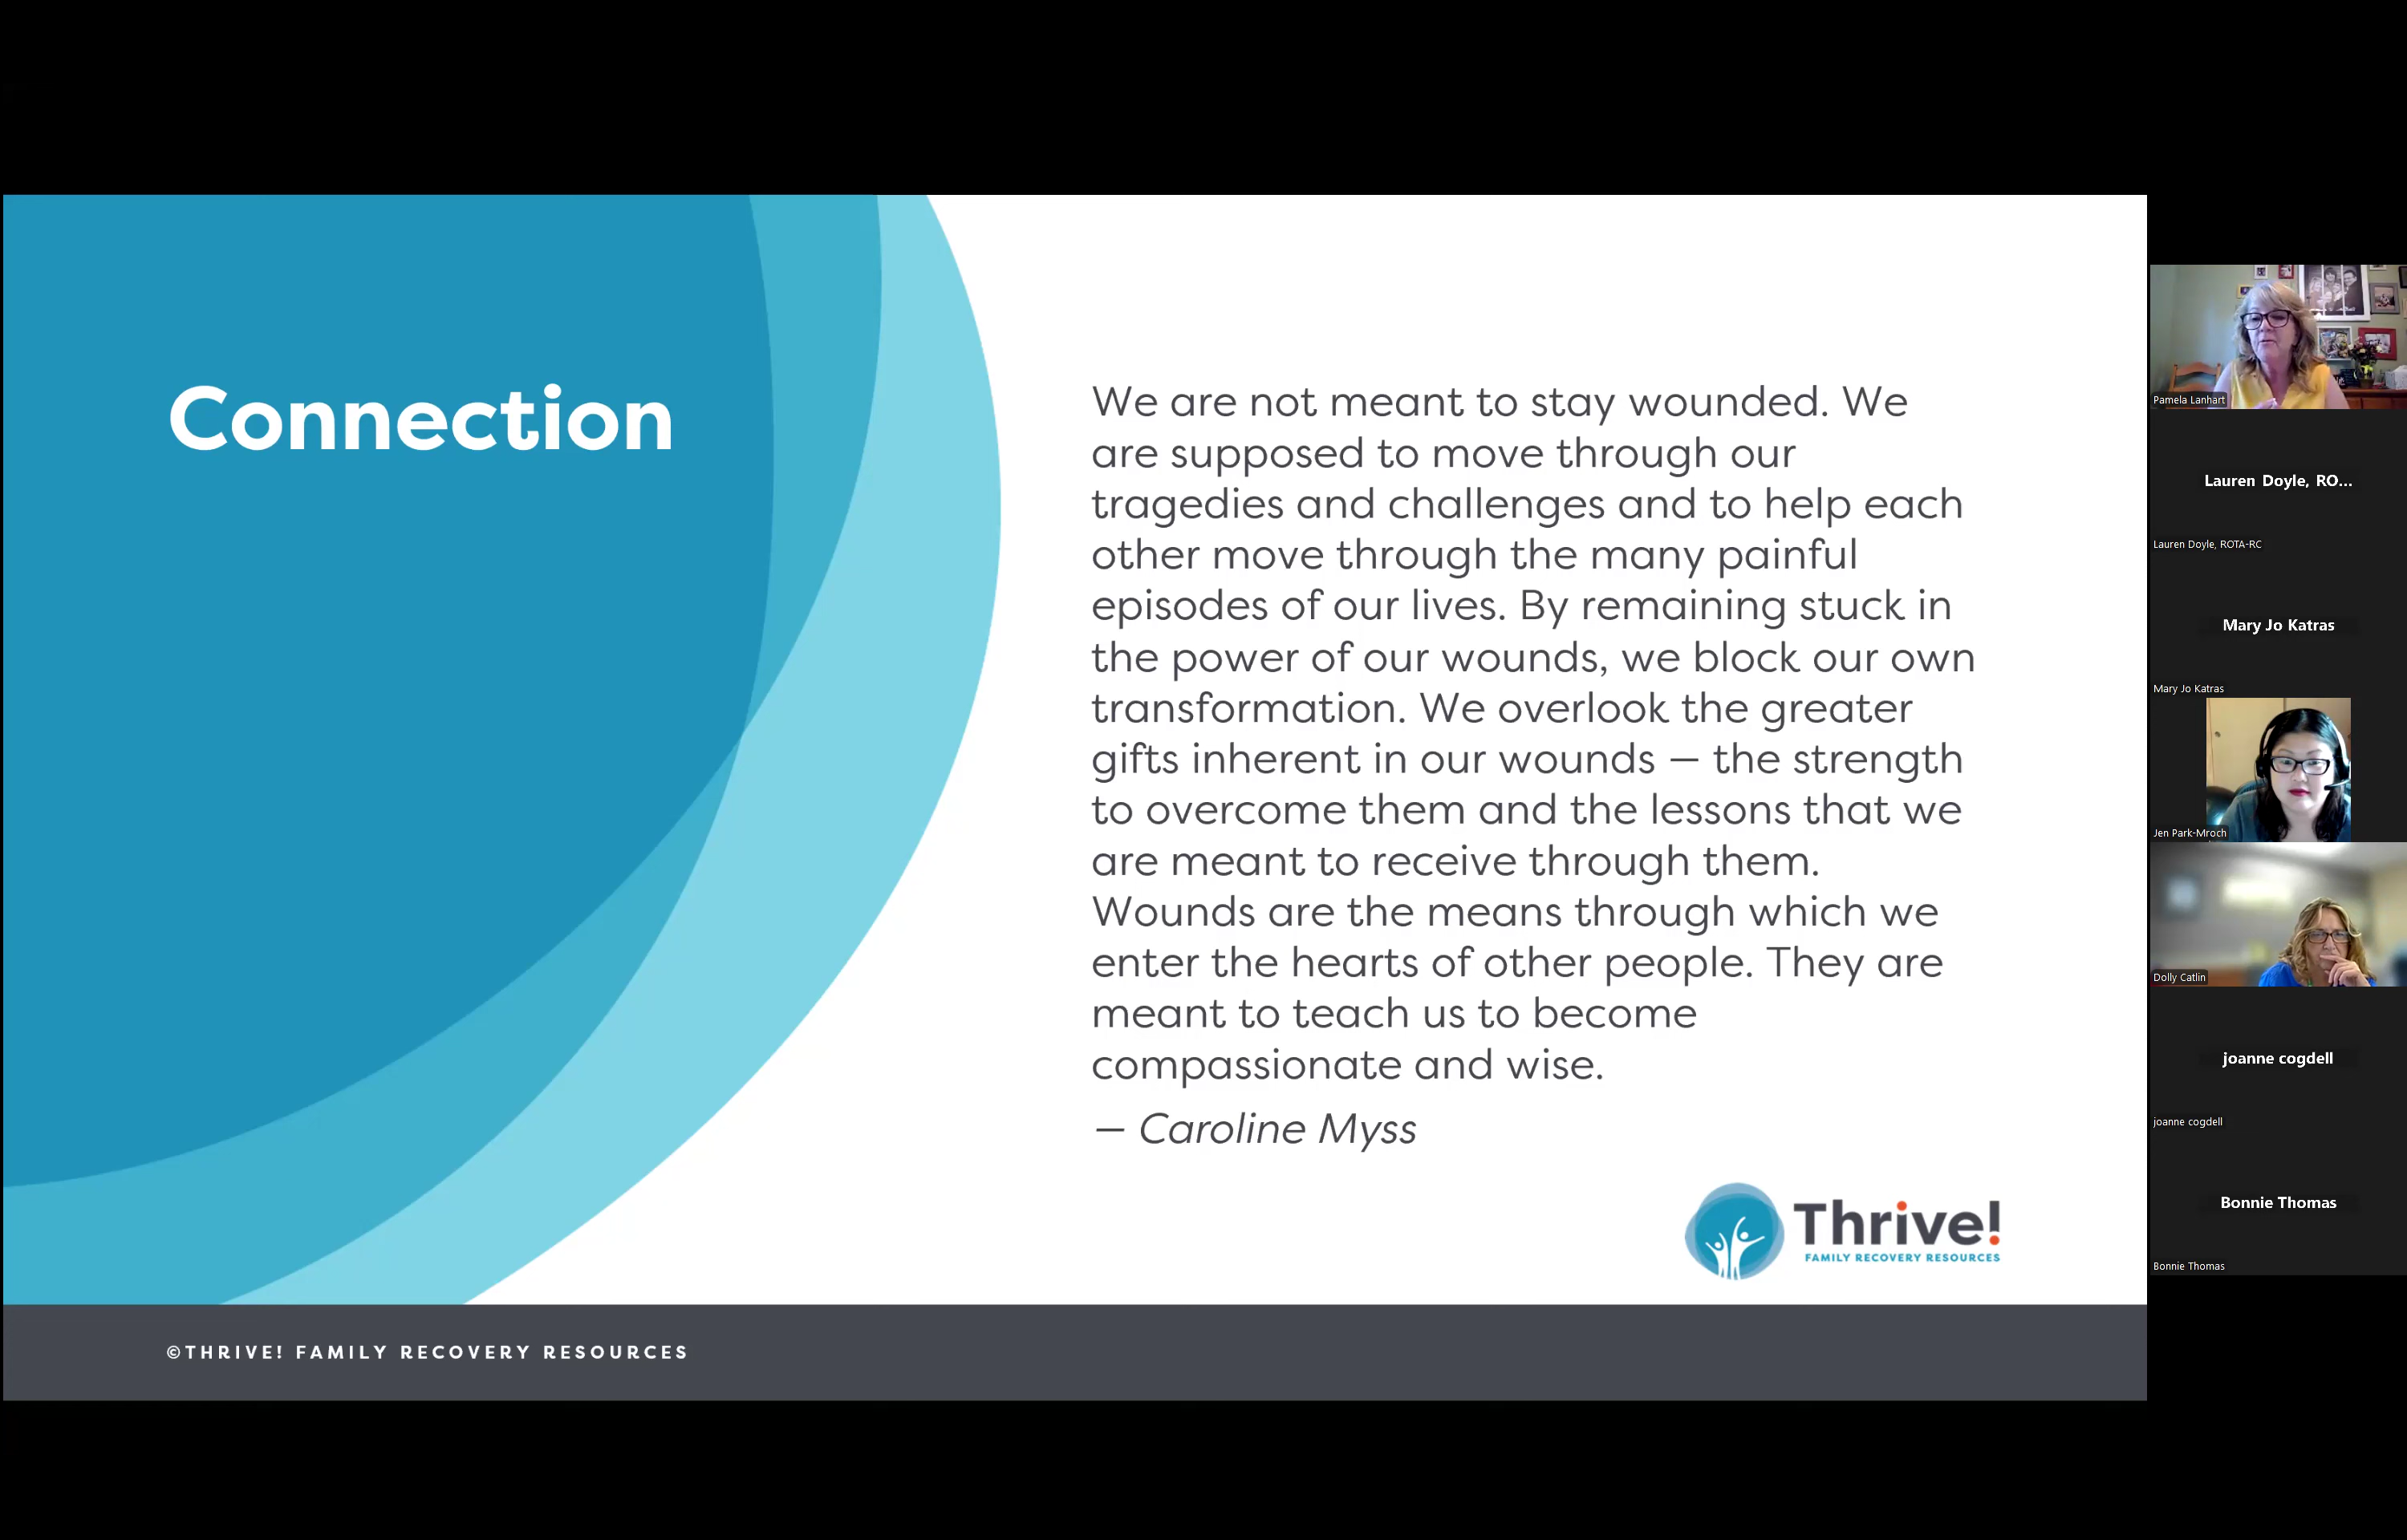 Connection
We are not meant to stay wounded. We
are supposed to move through our
tragedies and challenges and to help each
other move through the many painful
episodes of our lives. By remaining stuck in
the power of our wounds, we block our own
transformation. We overlook the greater
gifts inherent in our wounds — the strength
to overcome them and the lessons that we
are meant to receive through them.
Wounds are the means through which we
enter the hearts of other people. They are
meant to teach us to become
compassionate and wise.
— Caroline Myss
Thrive!
FAMILY RECOVERY RESOURCES
©THRIVE! FAMILY RECOVERY RESOURCES
Pamela Lanhart
Lauren Doyle, RO...
Lauren Doyle, ROTA-RC
Mary Jo Katras
Mary Jo Katras
Jen Park-Mroch
Dolly Catlin
joanne cogdell
joanne cogdell
Bonnie Thomas
Bonnie Thomas